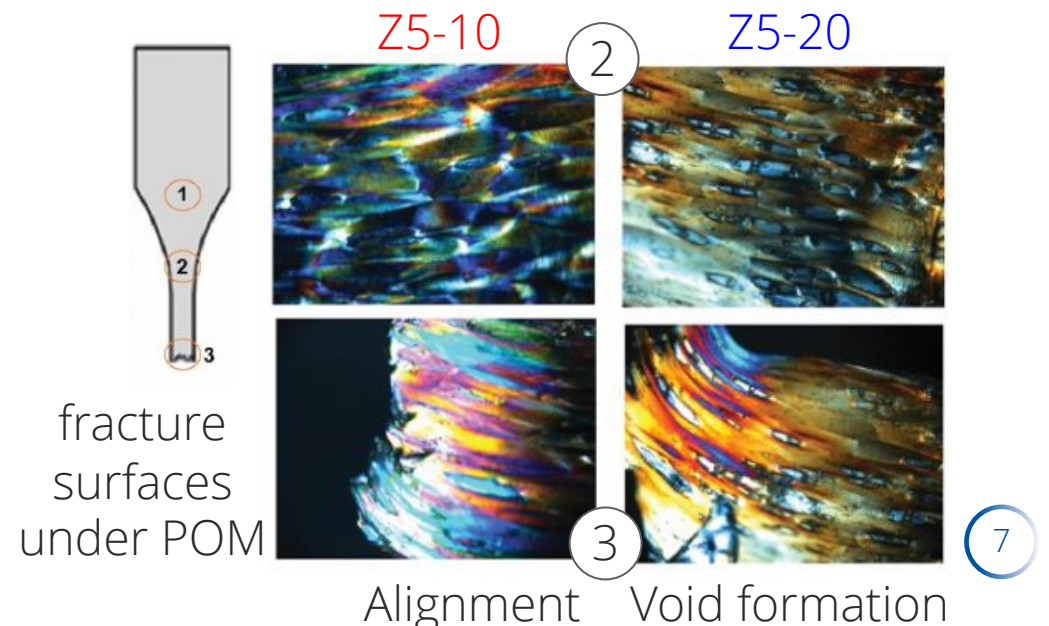 Z5-10
Z5-20
2
1
2
3
fracture
surfaces
under POM
3
7
Alignment
Void formation